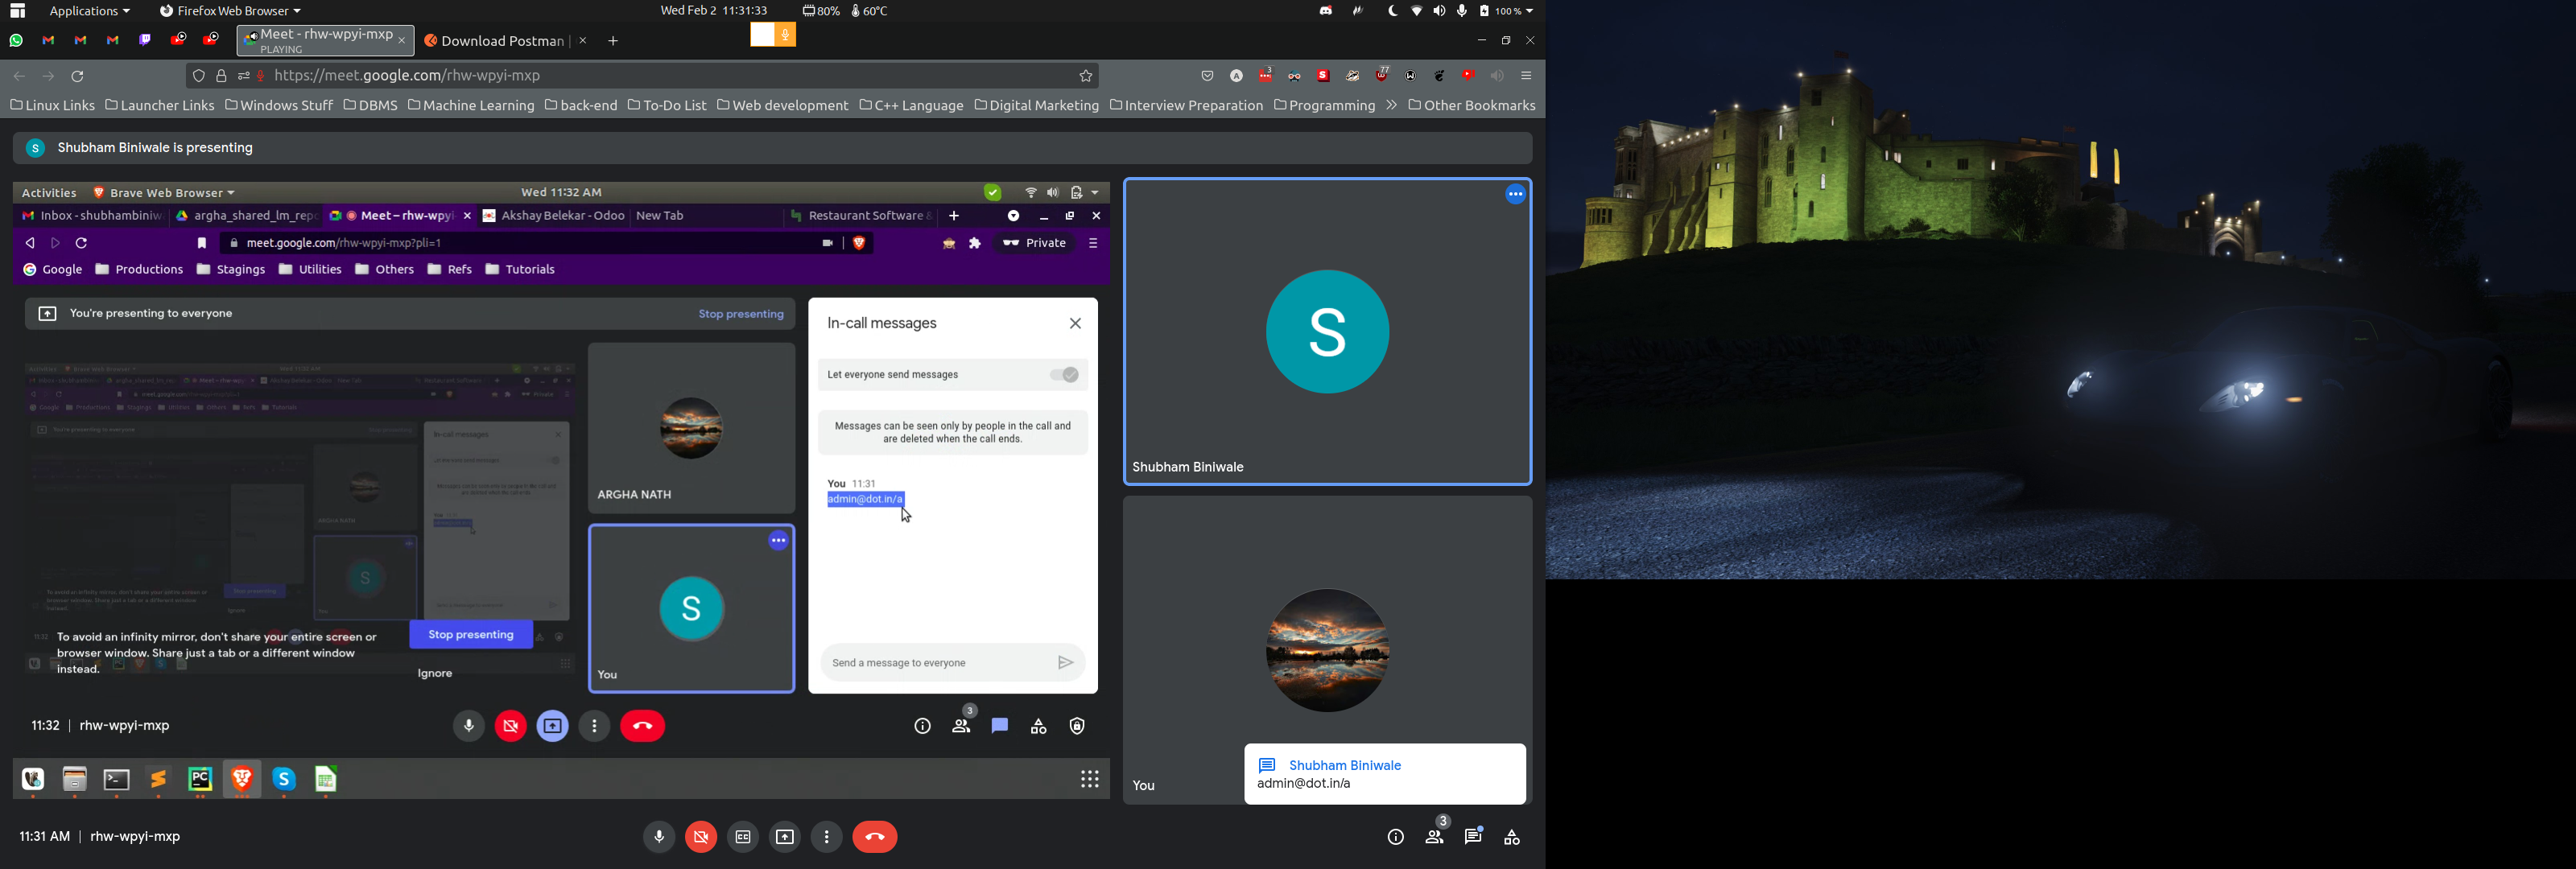 Applications
Firefox Web Browser
Wed Feb 2 11:31:33
80%
60°C
100 %
Meet - rhw-wpyi-mxp
PLAYING
Download Postman
https://meet.google.com/rhw-wpyi-mxp
3
77
Linux Links
Launcher Links
Windows Stuff
DBMS
Machine Learning
back-end
To-Do List
Web development
C++ Language
Digital Marketing
Interview Preparation
Programming
Other Bookmarks
S
Shubham Biniwale is presenting
Activities
Brave Web Browser
Wed 11:32 AM
Inbox - shubhambiniw
argha_shared_lm_repo
Meet – rhw-wpyi-
Akshay Belekar - Odoo
New Tab
Restaurant Software &
meet.google.com/rhw-wpyi-mxp?pli=1
Private
Google
Productions
Stagings
Utilities
Others
Refs
Tutorials
You're presenting to everyone
Stop presenting
In-call messages
Let everyone send messages
Messages can be seen only by people in the call and
are deleted when the call ends.
You 11:31
admin@dot.in/a
ARGHA NATH
S
You
To avoid an infinity mirror, don't share your entire screen or
browser window. Share just a tab or a different window
instead.
Stop presenting
Ignore
Send a message to everyone
11:32 | rhw-wpyi-mxp
3
PC
S
S
Shubham Biniwale
You
Shubham Biniwale
admin@dot.in/a
11:31 AM | rhw-wpyi-mxp
3